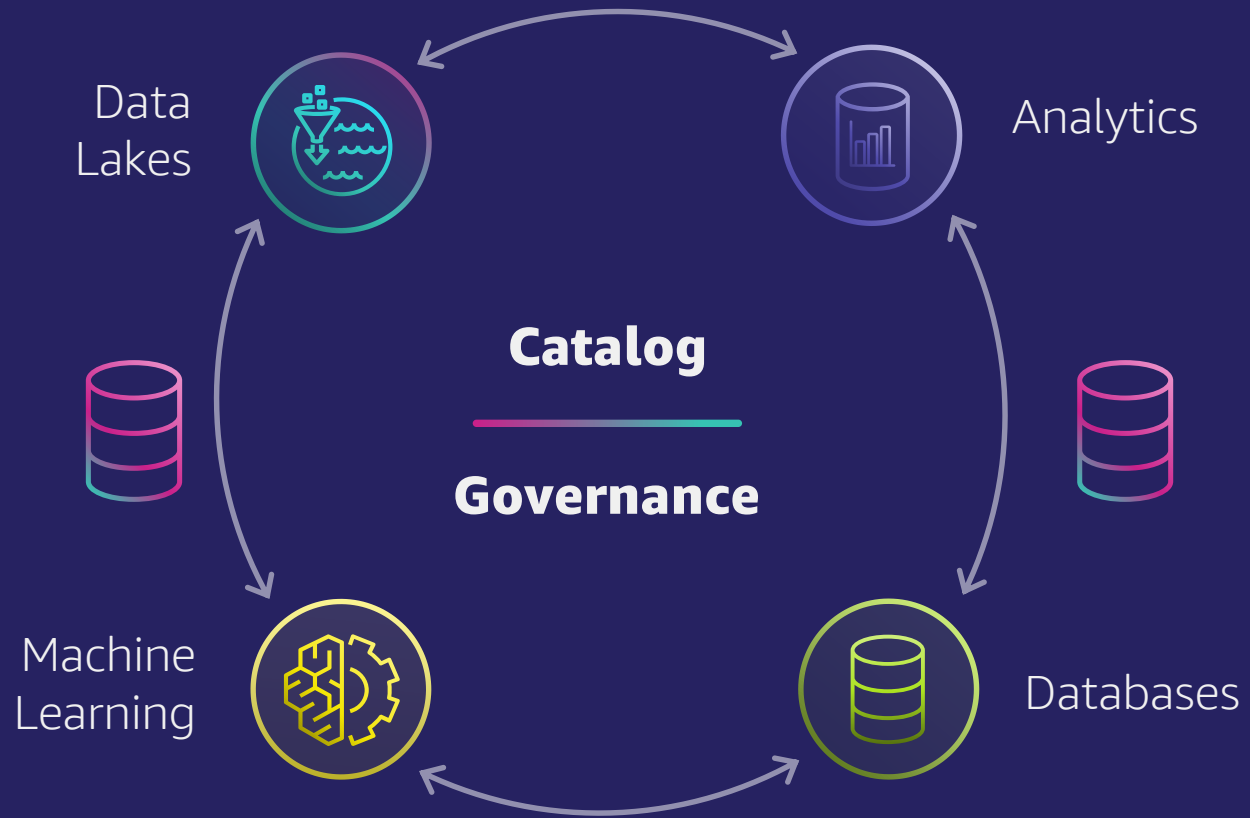 Data
Lakes
Analytics
Catalog
Governance
Machine
Learning
Databases